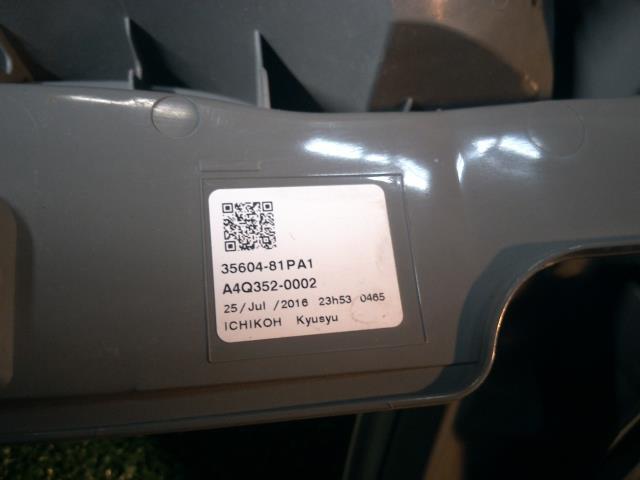 35604-81PA1
A4Q352-0002
25/Jul /2016 23h53 0465
ICHIKOH Kyusyu